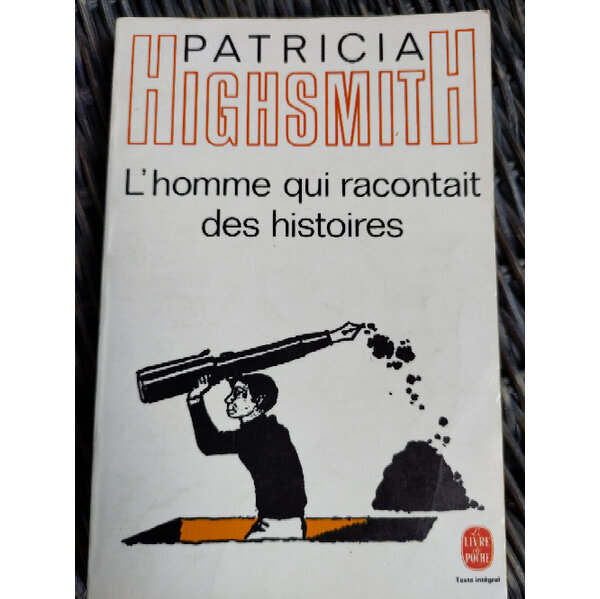 PATRICIA
HIGHSMITH
L'homme qui racontait
des histoires
Le
LIVRE
de
POCHE
Texte intégral